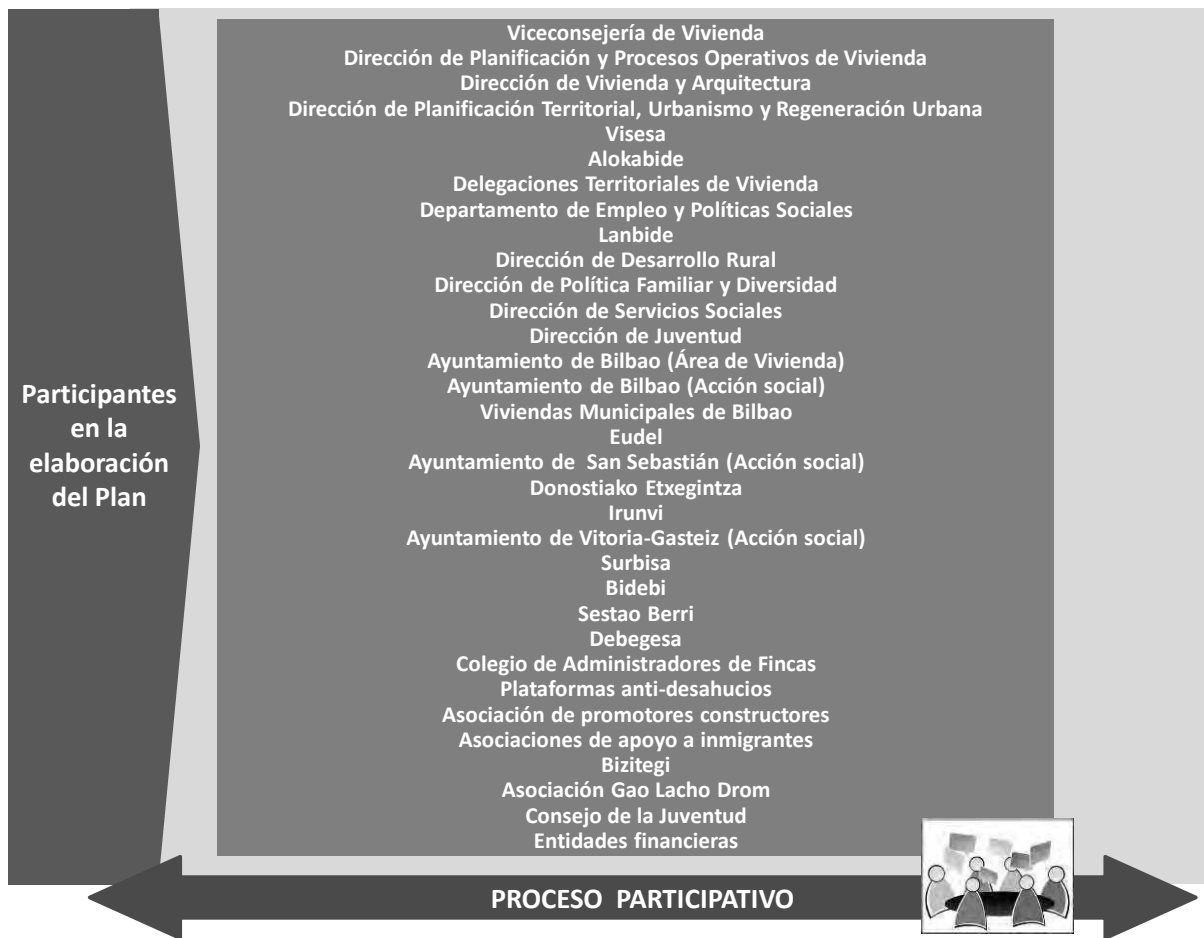 Viceconsejería de Vivienda
Dirección de Planificación y Procesos Operativos de Vivienda
Dirección de Vivienda y Arquitectura
Dirección de Planificación Territorial, Urbanismo y Regeneración Urbana
Visesa
Alokabide
Delegaciones Territoriales de Vivienda
Departamento de Empleo y Políticas Sociales
Lanbide
Dirección de Desarrollo Rural
Dirección de Política Familiar y Diversidad
Dirección de Servicios Sociales
Dirección de Juventud
Ayuntamiento de Bilbao (Área de Vivienda)
Ayuntamiento de Bilbao (Acción social)
Viviendas Municipales de Bilbao
Eudel
Ayuntamiento de San Sebastián (Acción social)
Donostiako Etxegintza
Irunvi
Ayuntamiento de Vitoria-Gasteiz (Acción social)
Surbisa
Bidebi
Sestao Berri
Debegesa
Colegio de Administradores de Fincas
Plataformas anti-desahucios
Asociación de promotores constructores
Asociaciones de apoyo a inmigrantes
Bizitegi
Asociación Gao Lacho Drom
Consejo de la Juventud
Entidades financieras
Participantes
en la
elaboración
del Plan
PROCESO PARTICIPATIVO